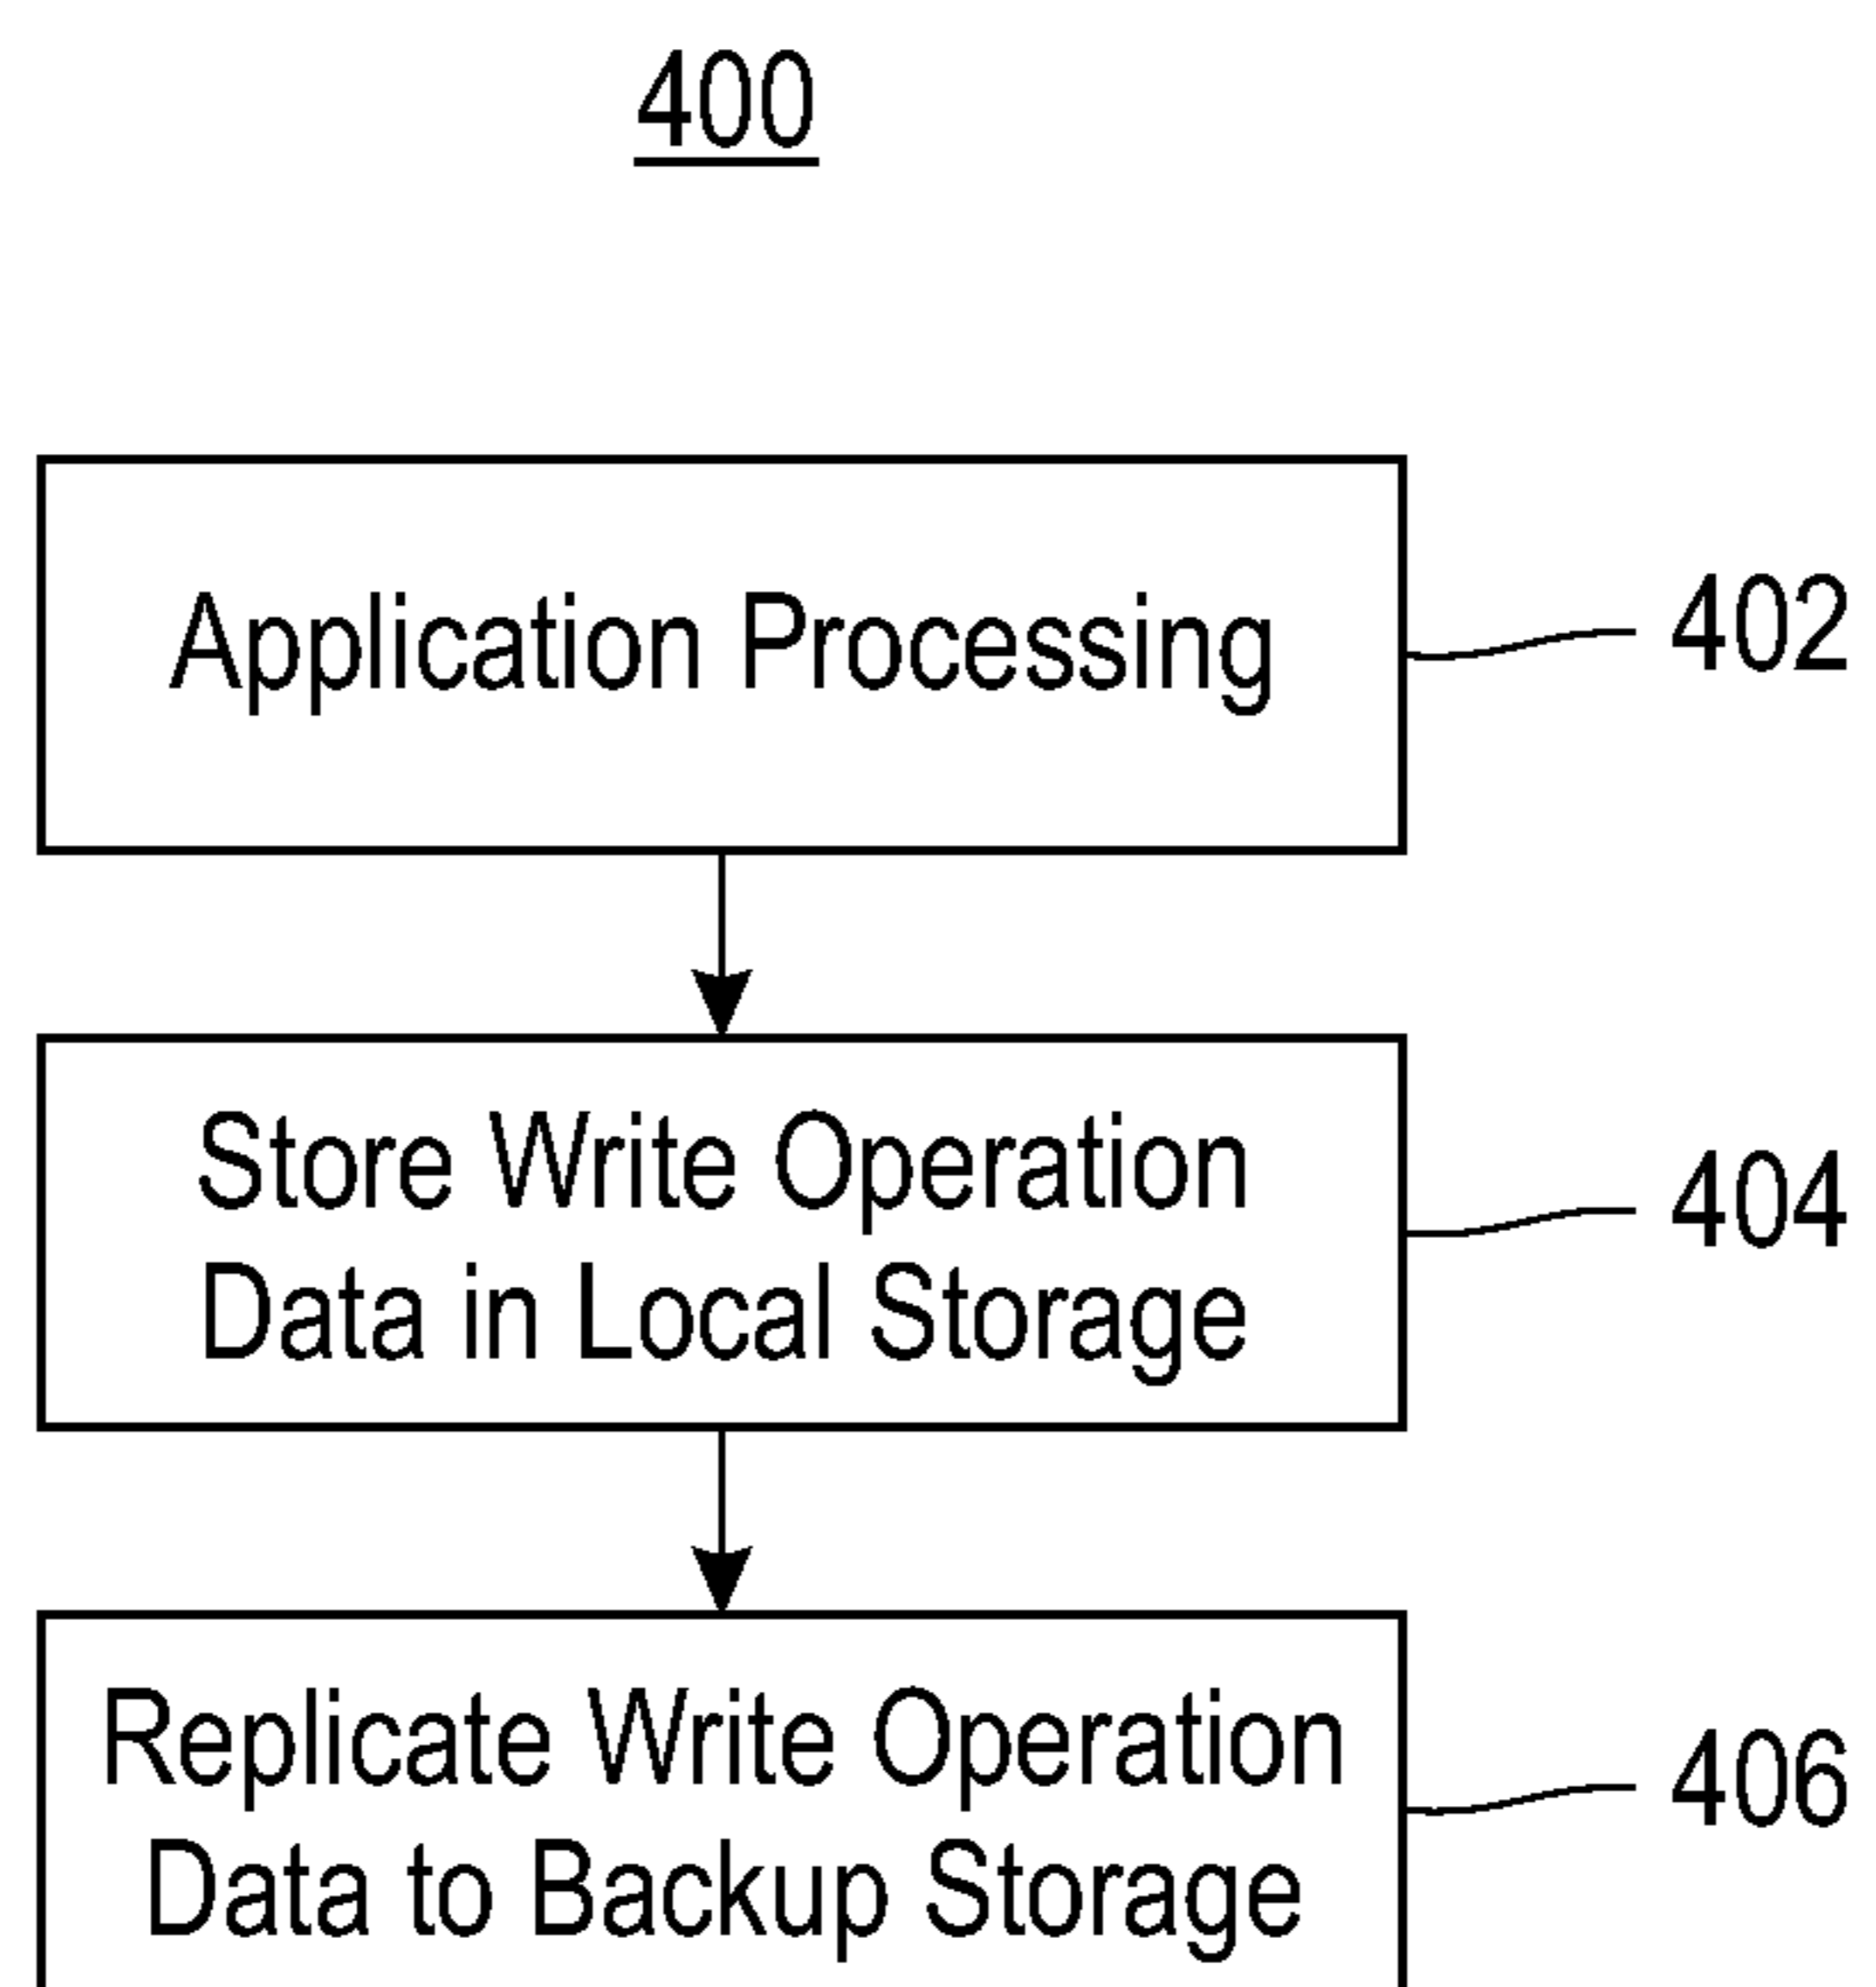 400
Application Processing
402
Store Write Operation
Data in Local Storage
404
Replicate Write Operation
Data to Backup Storage
406